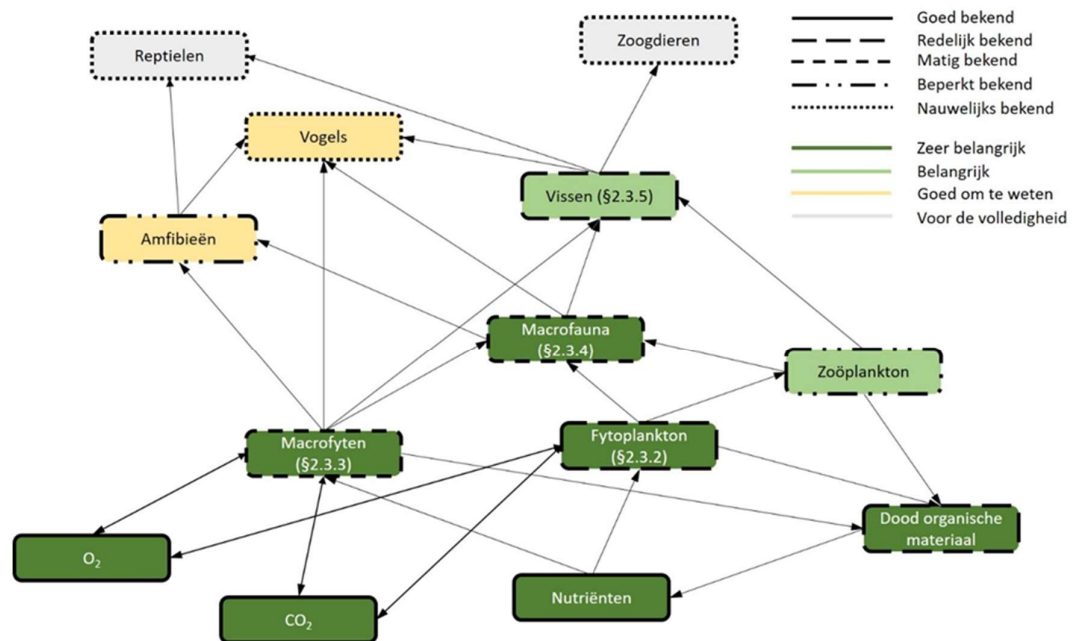 Reptielen
Zoogdieren
Goed bekend
Redelijk bekend
Matig bekend
Beperkt bekend
Nauwelijks bekend
Zeer belangrijk
Belangrijk
Goed om te weten
Voor de volledigheid
Vogels
Vissen (§2.3.5)
Amfibieën
Macrofauna
(§2.3.4)
Zoöplankton
Macrofyten
(§2.3.3)
Fytoplankton
(§2.3.2)
Dood organische
materiaal
O₂
Nutriënten
CO₂